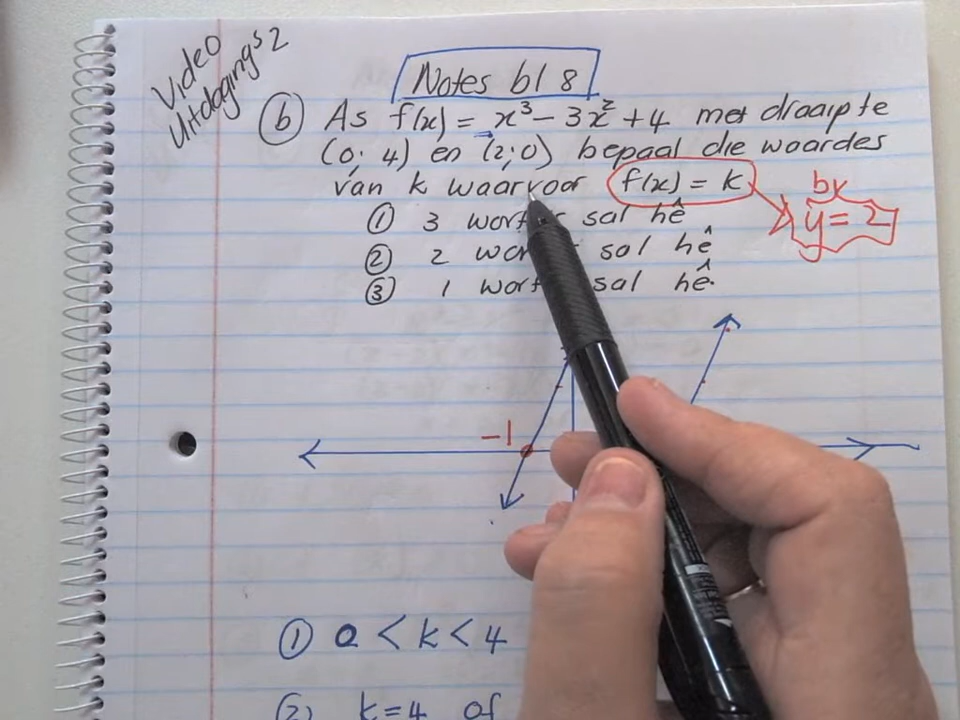 Video
Uitdagings 2
Notes bl 8
(b) As f(x) = x³ − 3x² + 4 met draaipte
(0; 4) en (2; 0) bepaal die waardes
van k waarvoor f(x) = k
bv
y = 2
① 3 sal hê
② 2 sal hê
③ 1 sal hê.
−1
① 0 < k < 4
② k = 4 of